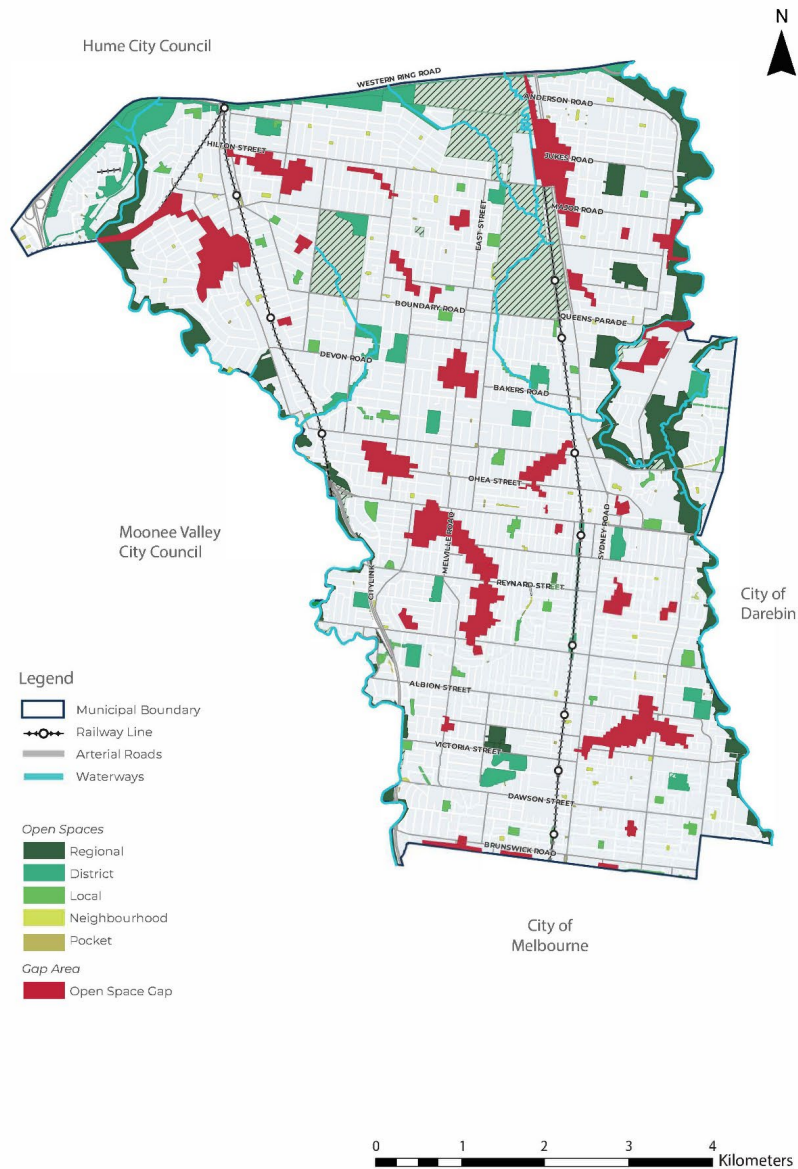 N
Hume City Council
WESTERN RING ROAD
ANDERSON ROAD
HILTON STREET
JUKES ROAD
MAJOR ROAD
EAST STREET
BOUNDARY ROAD
QUEENS PARADE
DEVON ROAD
BAKERS ROAD
OHEA STREET
Moonee Valley
City Council
MELVILLE ROAD
SYDNEY ROAD
CITYLINK
REYNARD STREET
City of
Darebin
ALBION STREET
VICTORIA STREET
DAWSON STREET
BRUNSWICK ROAD
City of
Melbourne
Legend
Municipal Boundary
Railway Line
Arterial Roads
Waterways
Open Spaces
Regional
District
Local
Neighbourhood
Pocket
Gap Area
Open Space Gap
0 1 2 3 4
Kilometers